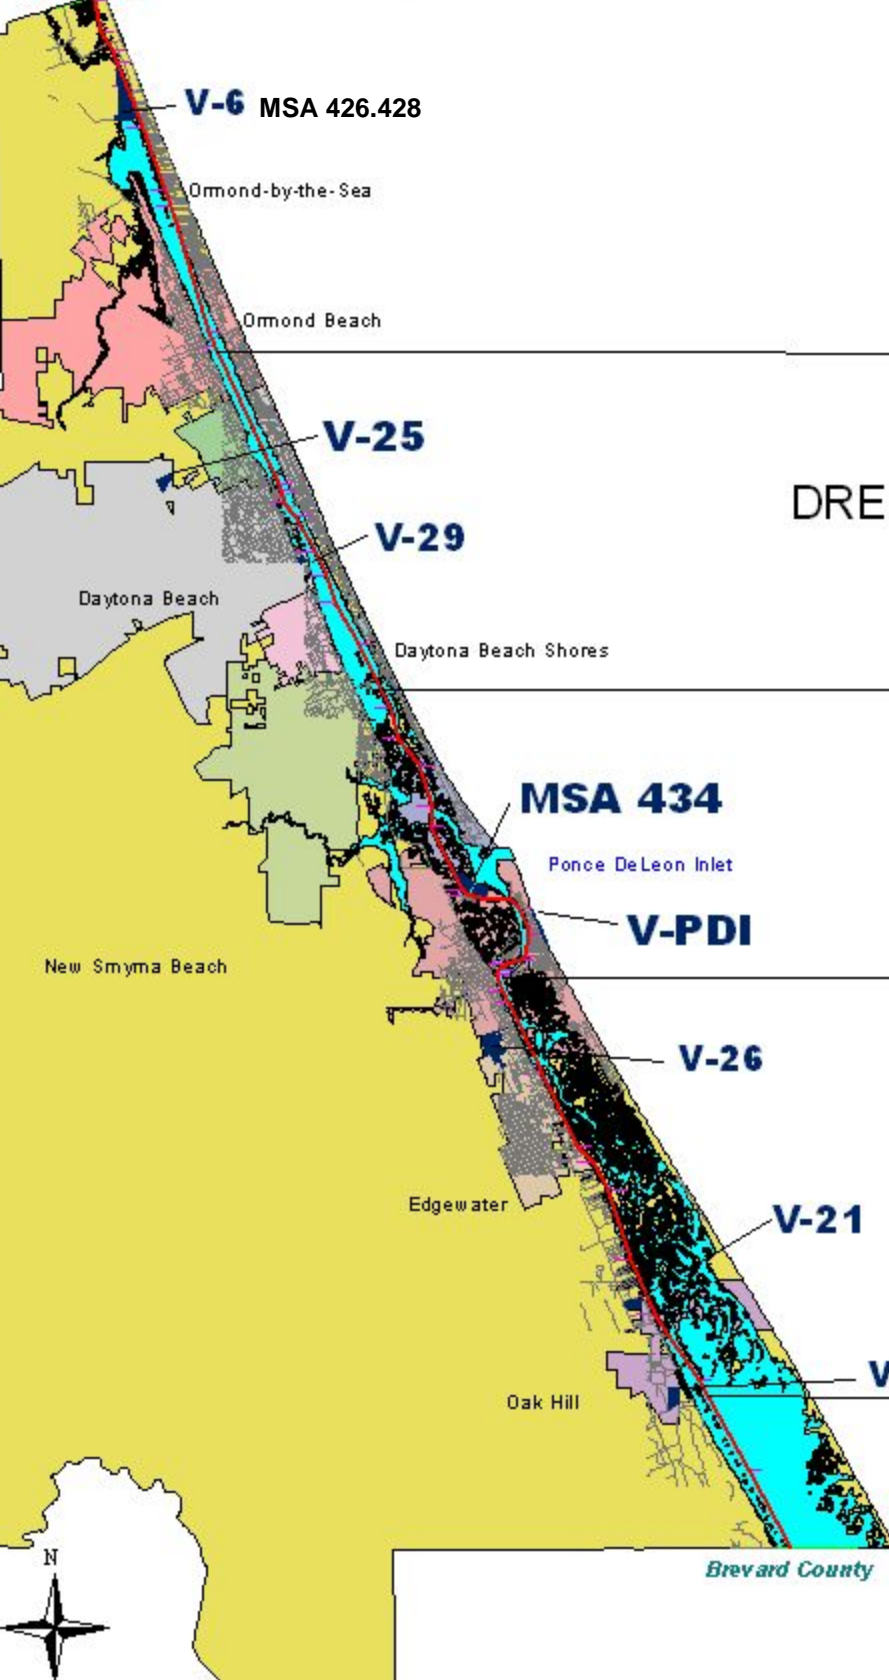 V-6 MSA 426.428
Ormond-by-the-Sea
Ormond Beach
V-25
DRE
V-29
Daytona Beach
Daytona Beach Shores
MSA 434
Ponce DeLeon Inlet
V-PDI
New Smyrna Beach
V-26
Edgewater
V-21
V
Oak Hill
N
Brevard County